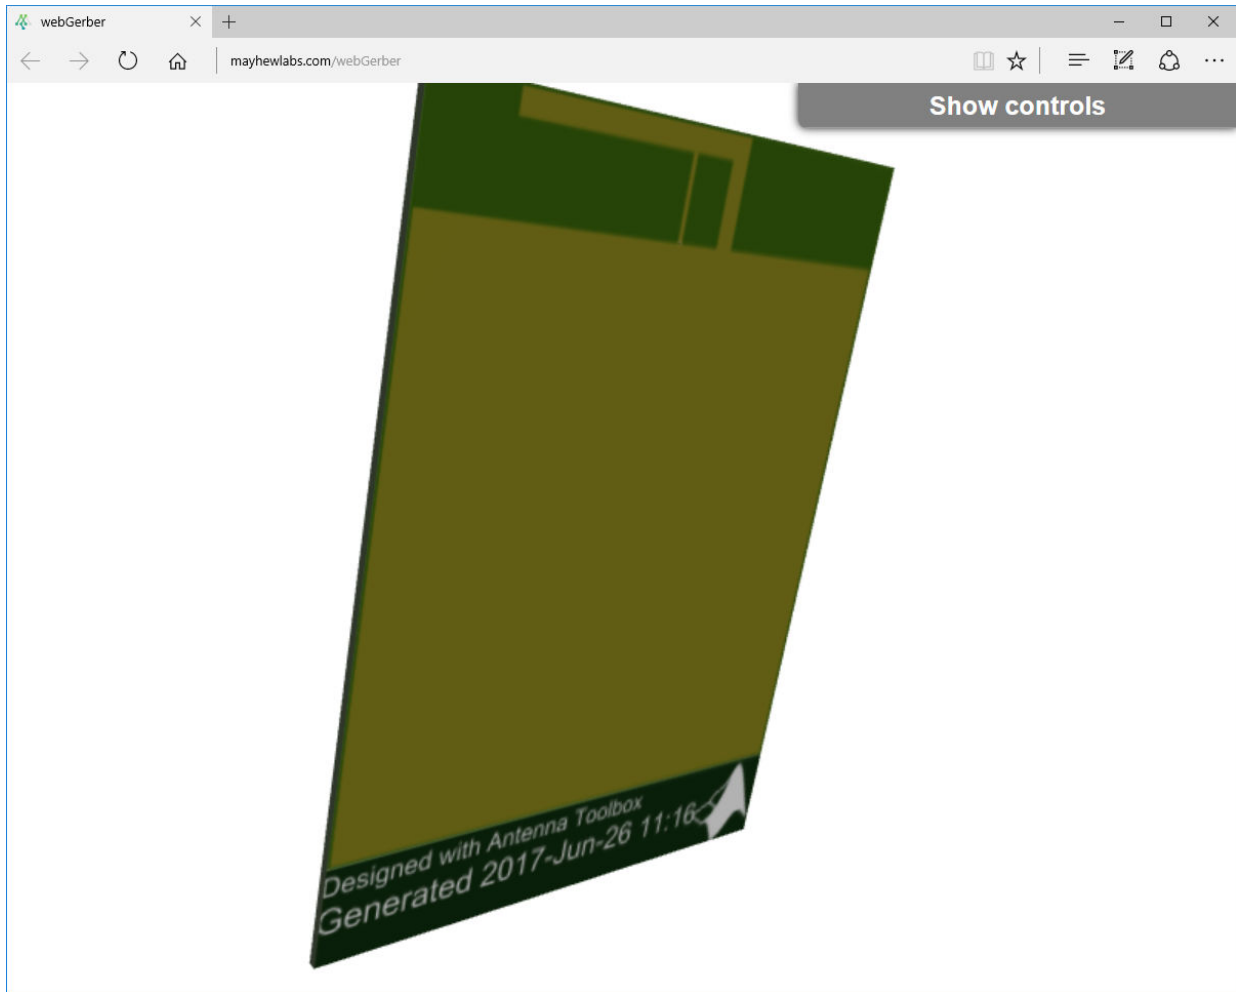 webGerber
mayhewlabs.com/webGerber
Show controls
Designed with Antenna Toolbox
Generated 2017-Jun-26 11:16